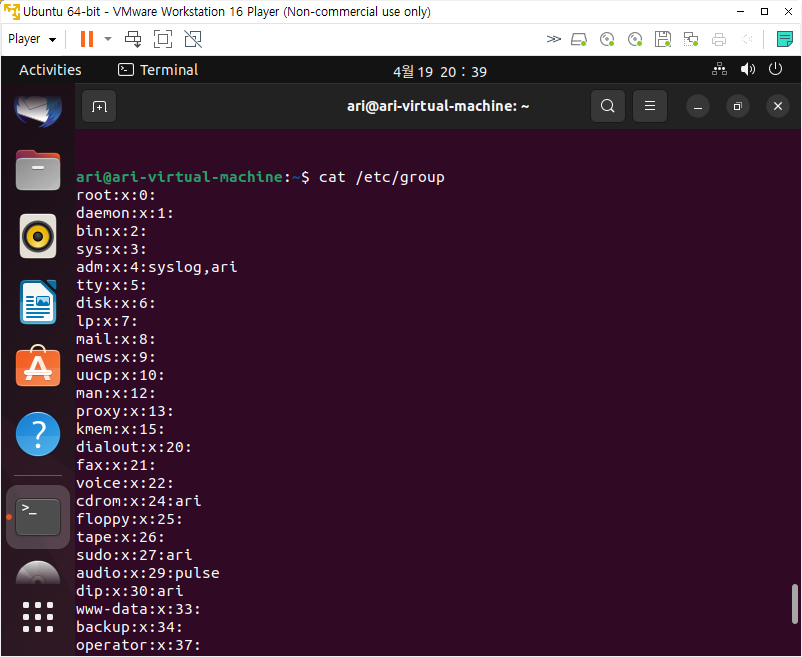 Ubuntu 64-bit - VMware Workstation 16 Player (Non-commercial use only)
Player
Activities
Terminal
4월 19 20 : 39
ari@ari-virtual-machine: ~
ari@ari-virtual-machine:~$ cat /etc/group
root:x:0:
daemon:x:1:
bin:x:2:
sys:x:3:
adm:x:4:syslog,ari
tty:x:5:
disk:x:6:
lp:x:7:
mail:x:8:
news:x:9:
uucp:x:10:
man:x:12:
proxy:x:13:
kmem:x:15:
dialout:x:20:
fax:x:21:
voice:x:22:
cdrom:x:24:ari
floppy:x:25:
tape:x:26:
sudo:x:27:ari
audio:x:29:pulse
dip:x:30:ari
www-data:x:33:
backup:x:34:
operator:x:37: